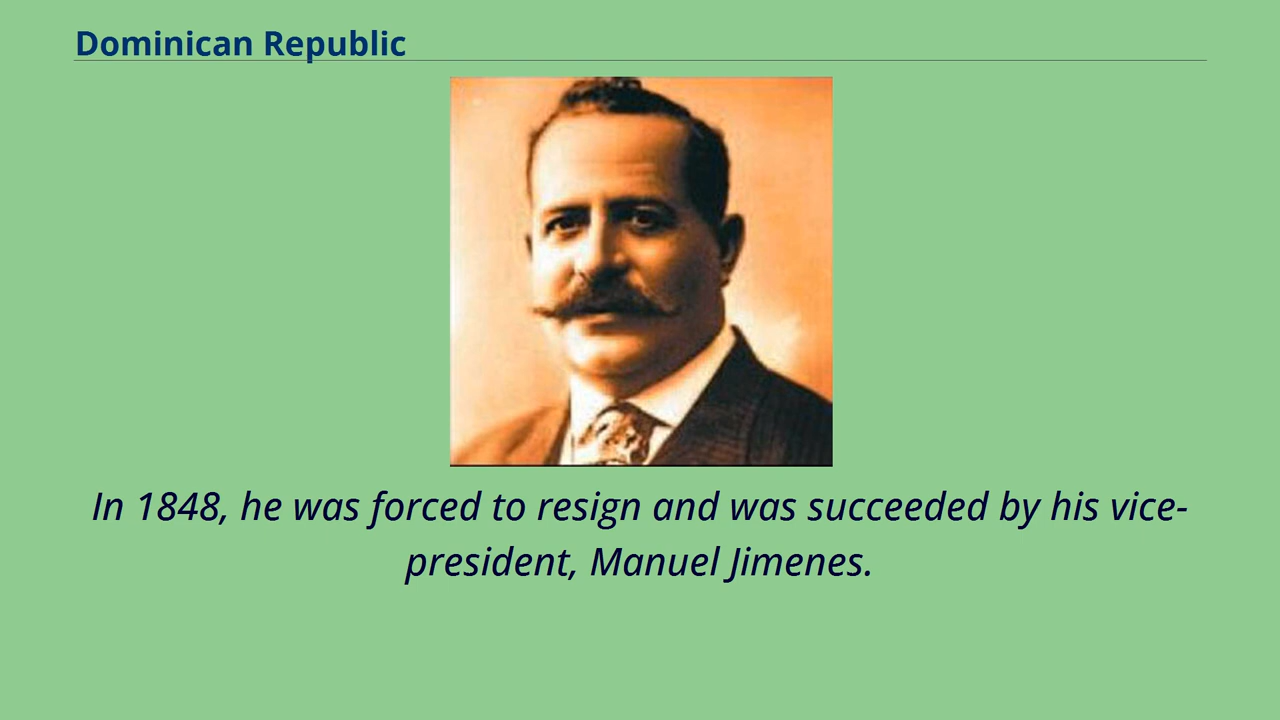 Dominican Republic
In 1848, he was forced to resign and was succeeded by his vice-
president, Manuel Jimenes.